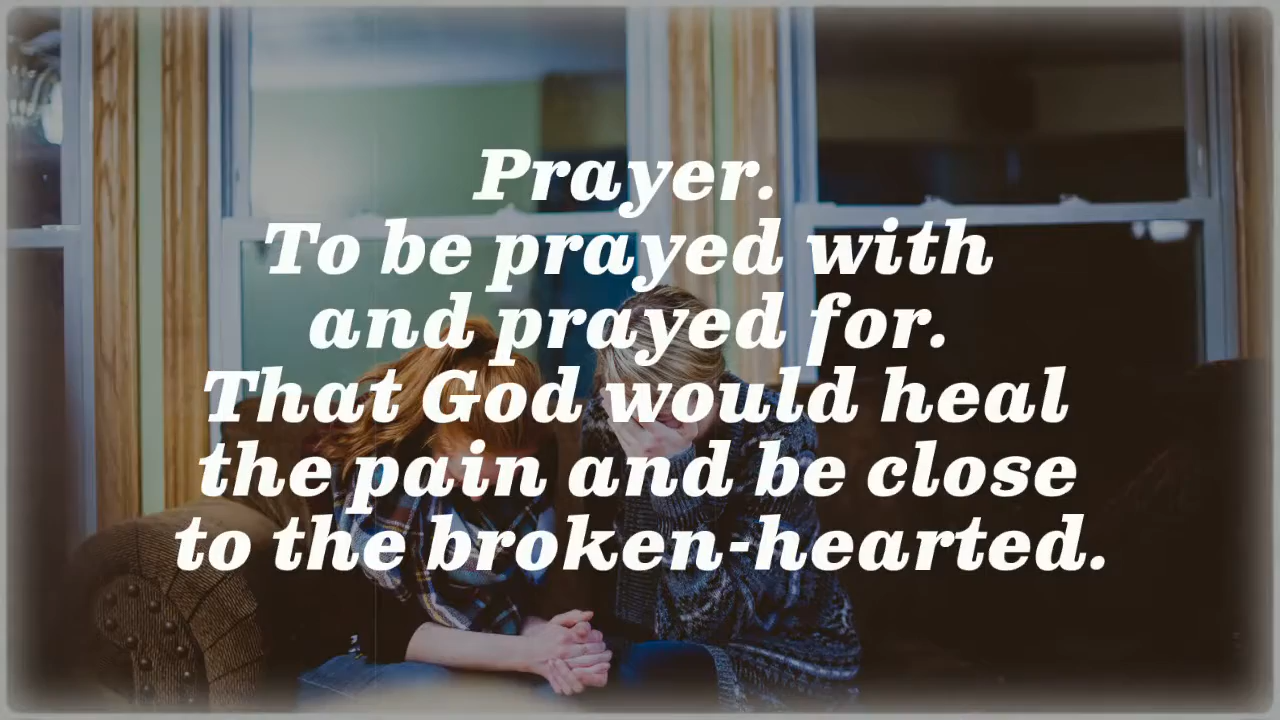 Prayer.
To be prayed with
and prayed for.
That God would heal
the pain and be close
to the broken-hearted.